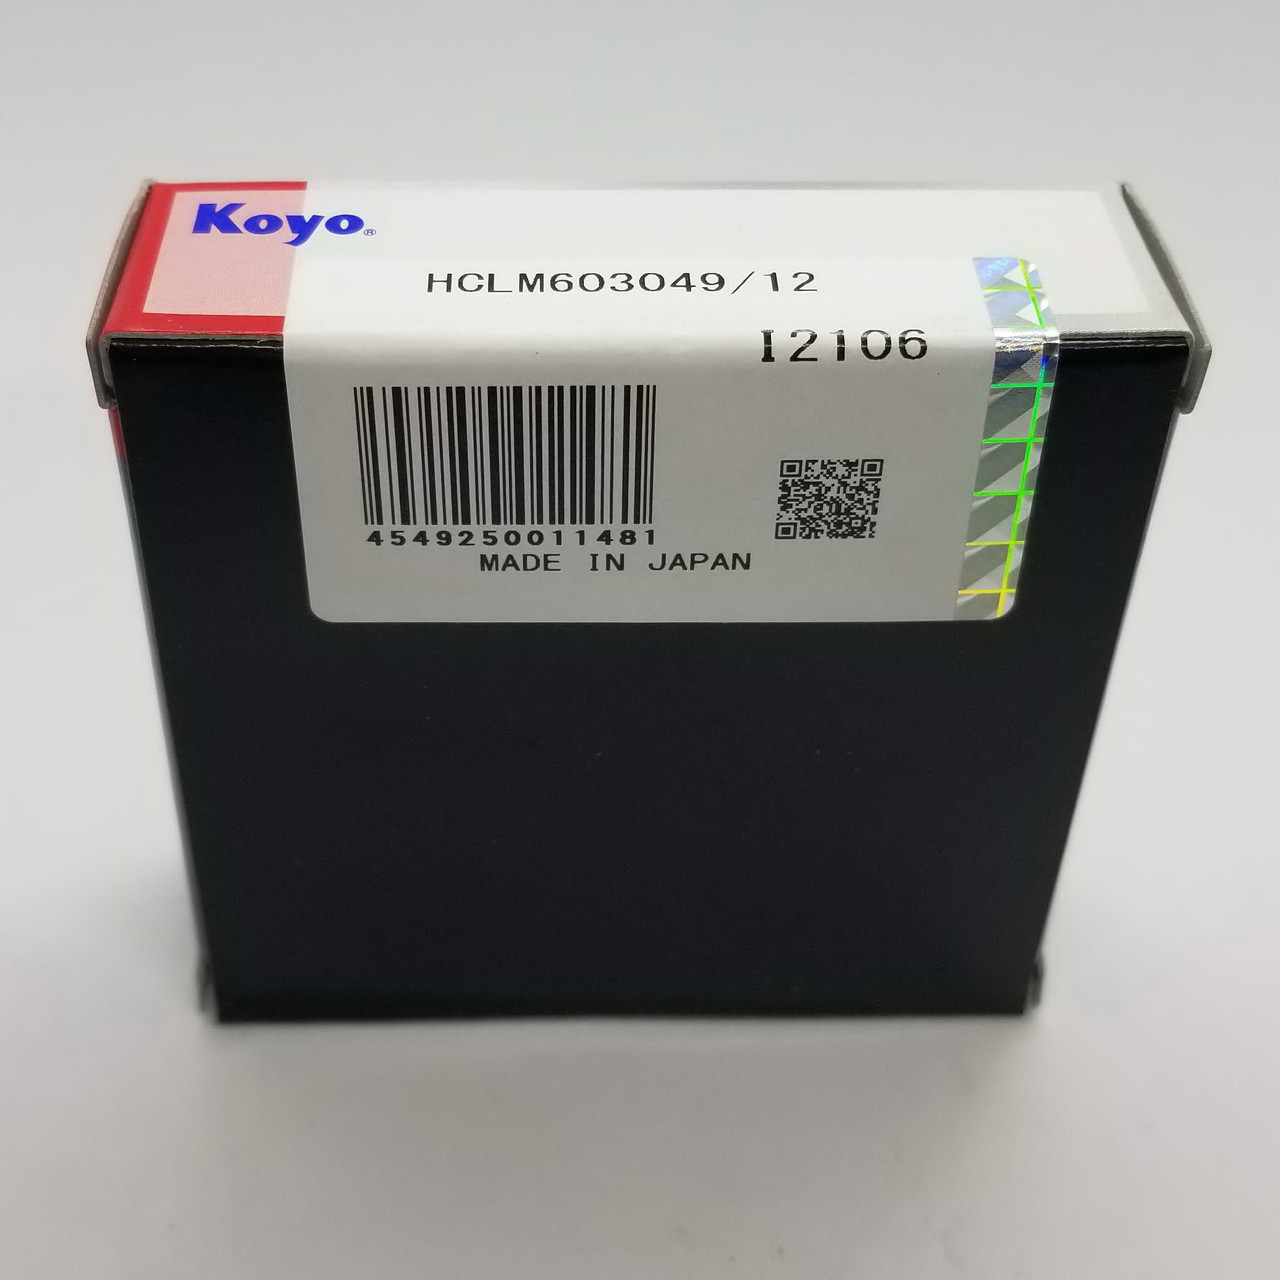 Koyo®
HCLM603049/12
I2106
4549250011481
MADE IN JAPAN